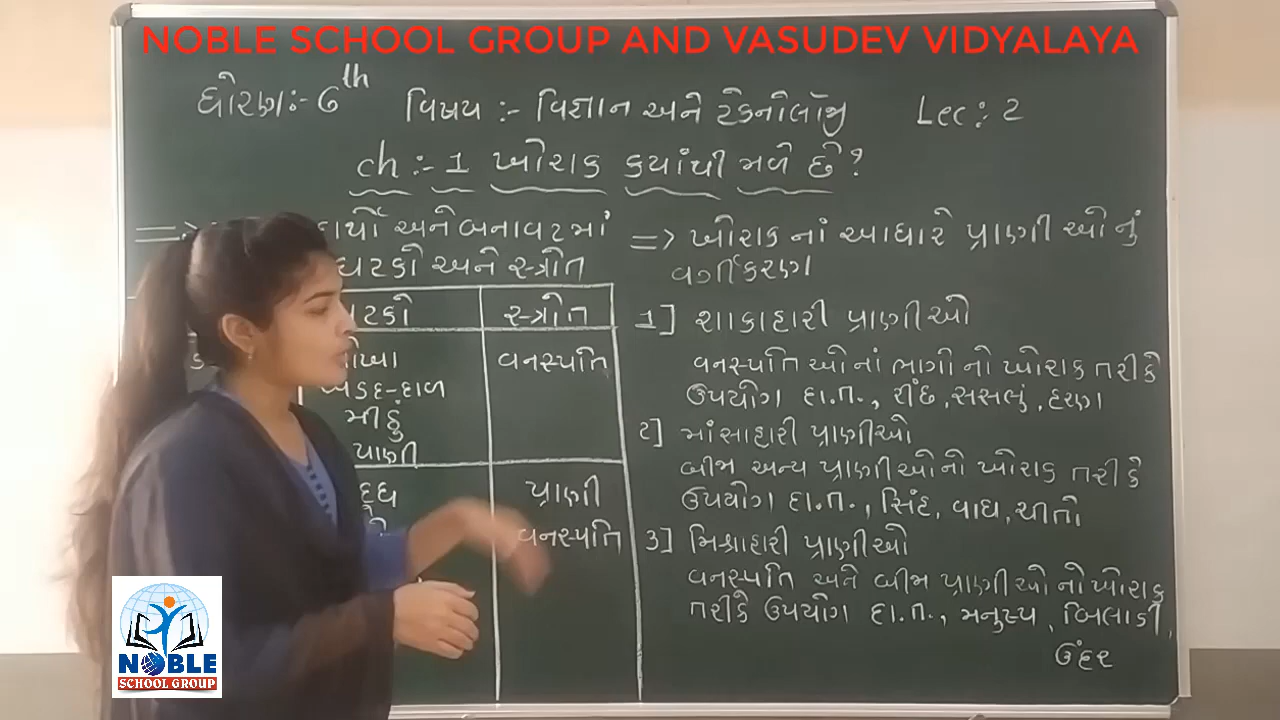 NOBLE SCHOOL GROUP AND VASUDEV VIDYALAYA
ધોરણ:- 6th વિષય :- વિજ્ઞાન અને ટેકનોલૉજી Lec: 2
ch:- 1 ખોરાક કયાંથી મળે છે?
=> અને બનાવટમાં
ઘટકો અને સ્ત્રોત
સ્ત્રોત
વનસ્પતિ
અડદ-દાળ
મીઠું
પાણી
પ્રાણી
વનસ્પતિ
=> ખોરાક નાં આધારે પ્રાણી ઓનું
વર્ગીકરણ
1] શાકાહારી પ્રાણીઓ
વનસ્પતિ ઓનાં ભાગો નો ખોરાક તરીકે
ઉપયોગ દા.ત., રીંછ, સસલું, હરણ
2] માંસાહારી પ્રાણીઓ
બીજા અન્ય પ્રાણીઓનો ખોરાક તરીકે
ઉપયોગ દા.ત., સિંહ, વાઘ, ચીતો
3] મિશ્રાહારી પ્રાણીઓ
વનસ્પતિ અને બીજા પ્રાણીઓ નો ખોરાક
તરીકે ઉપયોગ દા.ત., મનુષ્ય, બિલાડી,
ઉંદર
NOBLE
SCHOOL GROUP